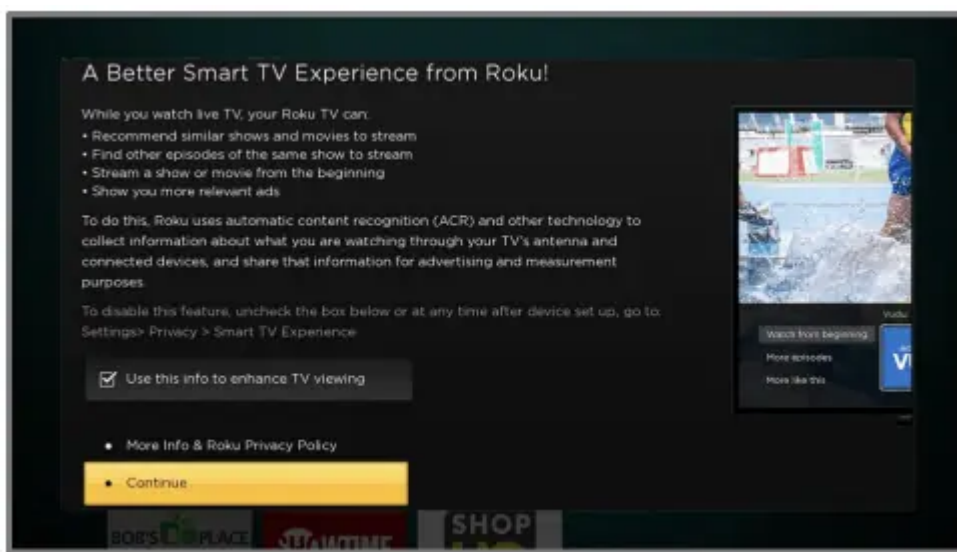 A Better Smart TV Experience from Roku!
While you watch live TV, your Roku TV can:
• Recommend similar shows and movies to stream
• Find other episodes of the same show to stream
• Stream a show or movie from the beginning
• Show you more relevant ads
To do this, Roku uses automatic content recognition (ACR) and other technology to
collect information about what you are watching through your TV's antenna and
connected devices, and share that information for advertising and measurement
purposes.
To disable this feature, uncheck the box below or at any time after device set up, go to:
Settings> Privacy > Smart TV Experience
Use this info to enhance TV viewing
• More Info & Roku Privacy Policy
• Continue
Vudu
Watch from beginning
More episodes
More like this
BOB'S PLACE
SHOWTIME
SHOP